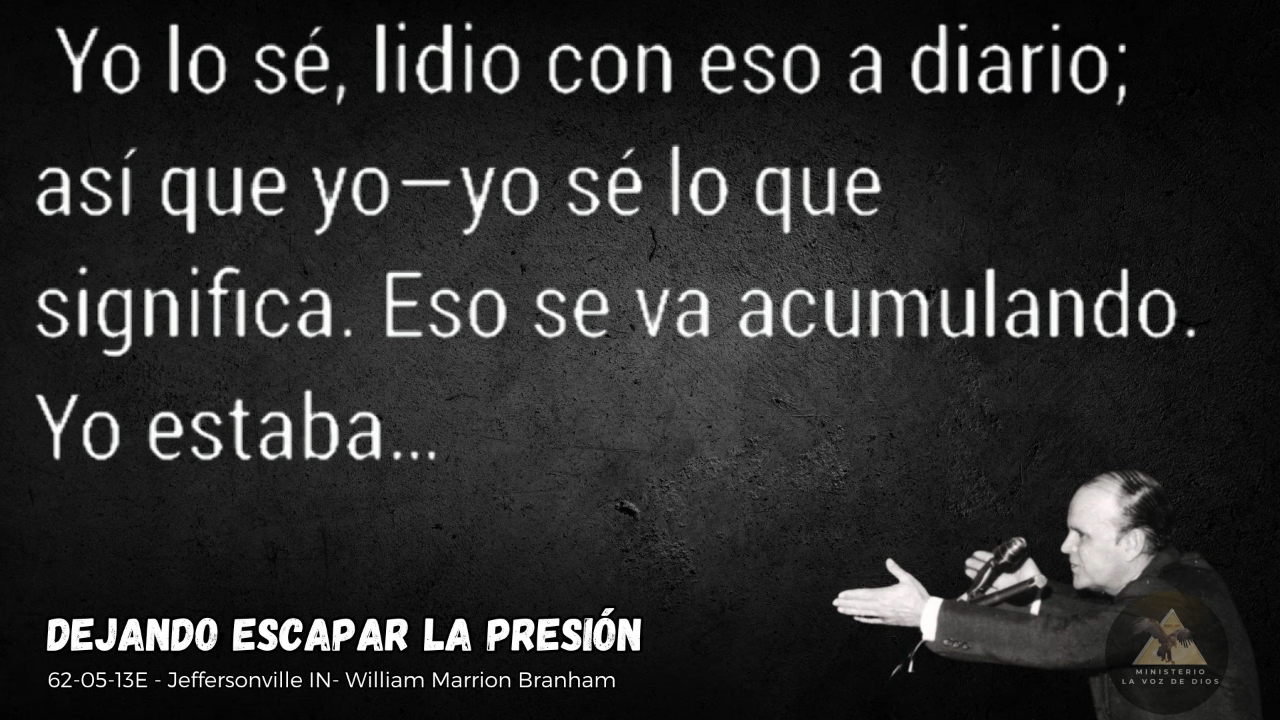 Yo lo sé, lidio con eso a diario;
así que yo—yo sé lo que
significa. Eso se va acumulando.
Yo estaba...
DEJANDO ESCAPAR LA PRESIÓN
62-05-13E - Jeffersonville IN- William Marrion Branham
MINISTERIO
LA VOZ DE DIOS